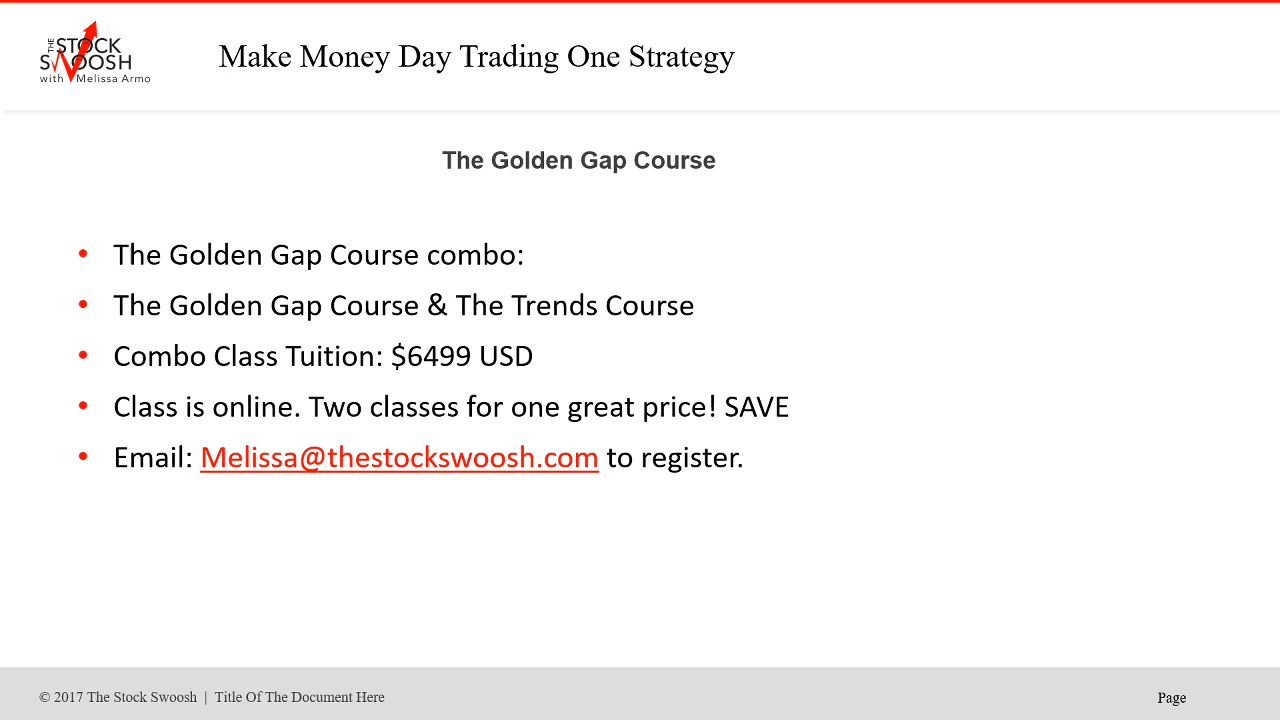 THE STOCK
SWOOSH
with Melissa Armo
Make Money Day Trading One Strategy
The Golden Gap Course
• The Golden Gap Course combo:
• The Golden Gap Course & The Trends Course
• Combo Class Tuition: $6499 USD
• Class is online. Two classes for one great price! SAVE
• Email: Melissa@thestockswoosh.com to register.
© 2017 The Stock Swoosh | Title Of The Document Here
Page